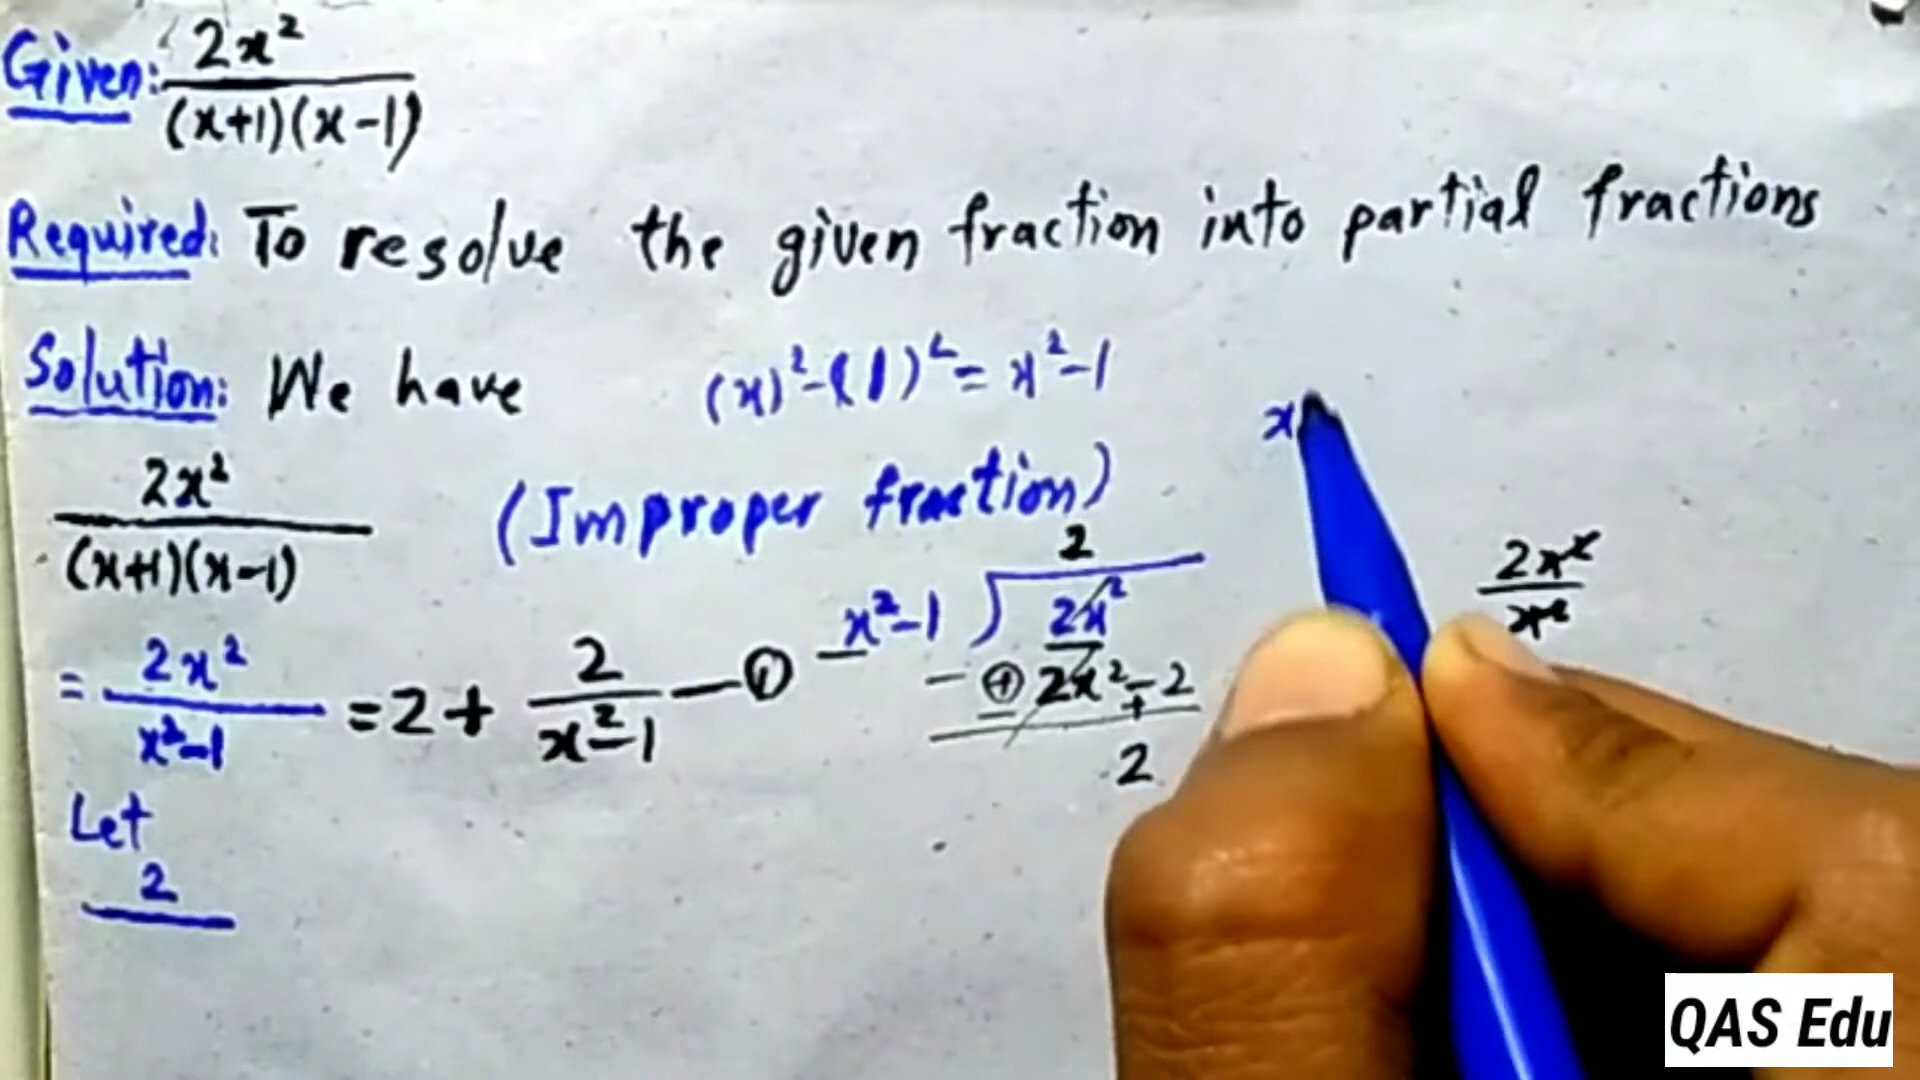 Given: 2x²
(x+1)(x-1)
Required: To resolve the given fraction into partial fractions
Solution: We have (x)²-(1)² = x²-1
x
2x² (Improper fraction)
(x+1)(x-1)
2
x²-1 ) 2x²
- ⊕ 2x² - 2
- +
2
2x²
x²
= 2x² = 2 + 2 — ①
x²-1 x²-1
Let
2
QAS Edu